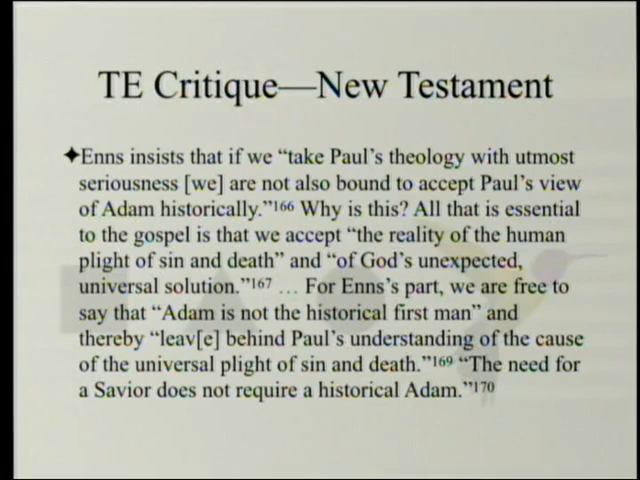 TE Critique—New Testament
✦Enns insists that if we “take Paul’s theology with utmost
seriousness [we] are not also bound to accept Paul’s view
of Adam historically.”166 Why is this? All that is essential
to the gospel is that we accept “the reality of the human
plight of sin and death” and “of God’s unexpected,
universal solution.”167 … For Enns’s part, we are free to
say that “Adam is not the historical first man” and
thereby “leav[e] behind Paul’s understanding of the cause
of the universal plight of sin and death.”169 “The need for
a Savior does not require a historical Adam.”170